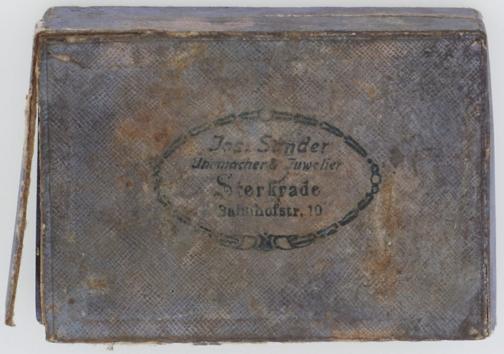 Jos. Sander
Uhrmacher & Juwelier
Sterkrade
Bahnhofstr. 10